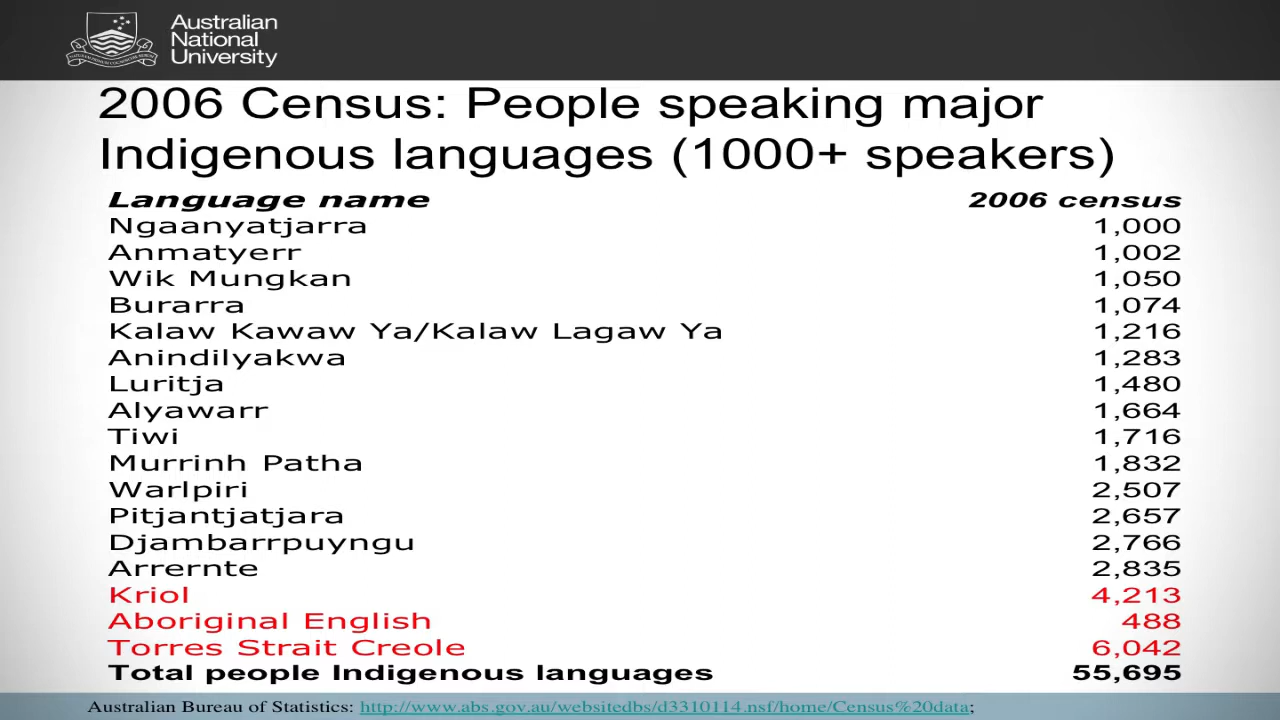 Australian
National
University
2006 Census: People speaking major
Indigenous languages (1000+ speakers)
Language name 2006 census
Ngaanyatjarra 1,000
Anmatyerr 1,002
Wik Mungkan 1,050
Burarra 1,074
Kalaw Kawaw Ya/Kalaw Lagaw Ya 1,216
Anindilyakwa 1,283
Luritja 1,480
Alyawarr 1,664
Tiwi 1,716
Murrinh Patha 1,832
Warlpiri 2,507
Pitjantjatjara 2,657
Djambarrpuyngu 2,766
Arrernte 2,835
Kriol 4,213
Aboriginal English 488
Torres Strait Creole 6,042
Total people Indigenous languages 55,695
Australian Bureau of Statistics: http://www.abs.gov.au/websitedbs/d3310114.nsf/home/Census%20data;